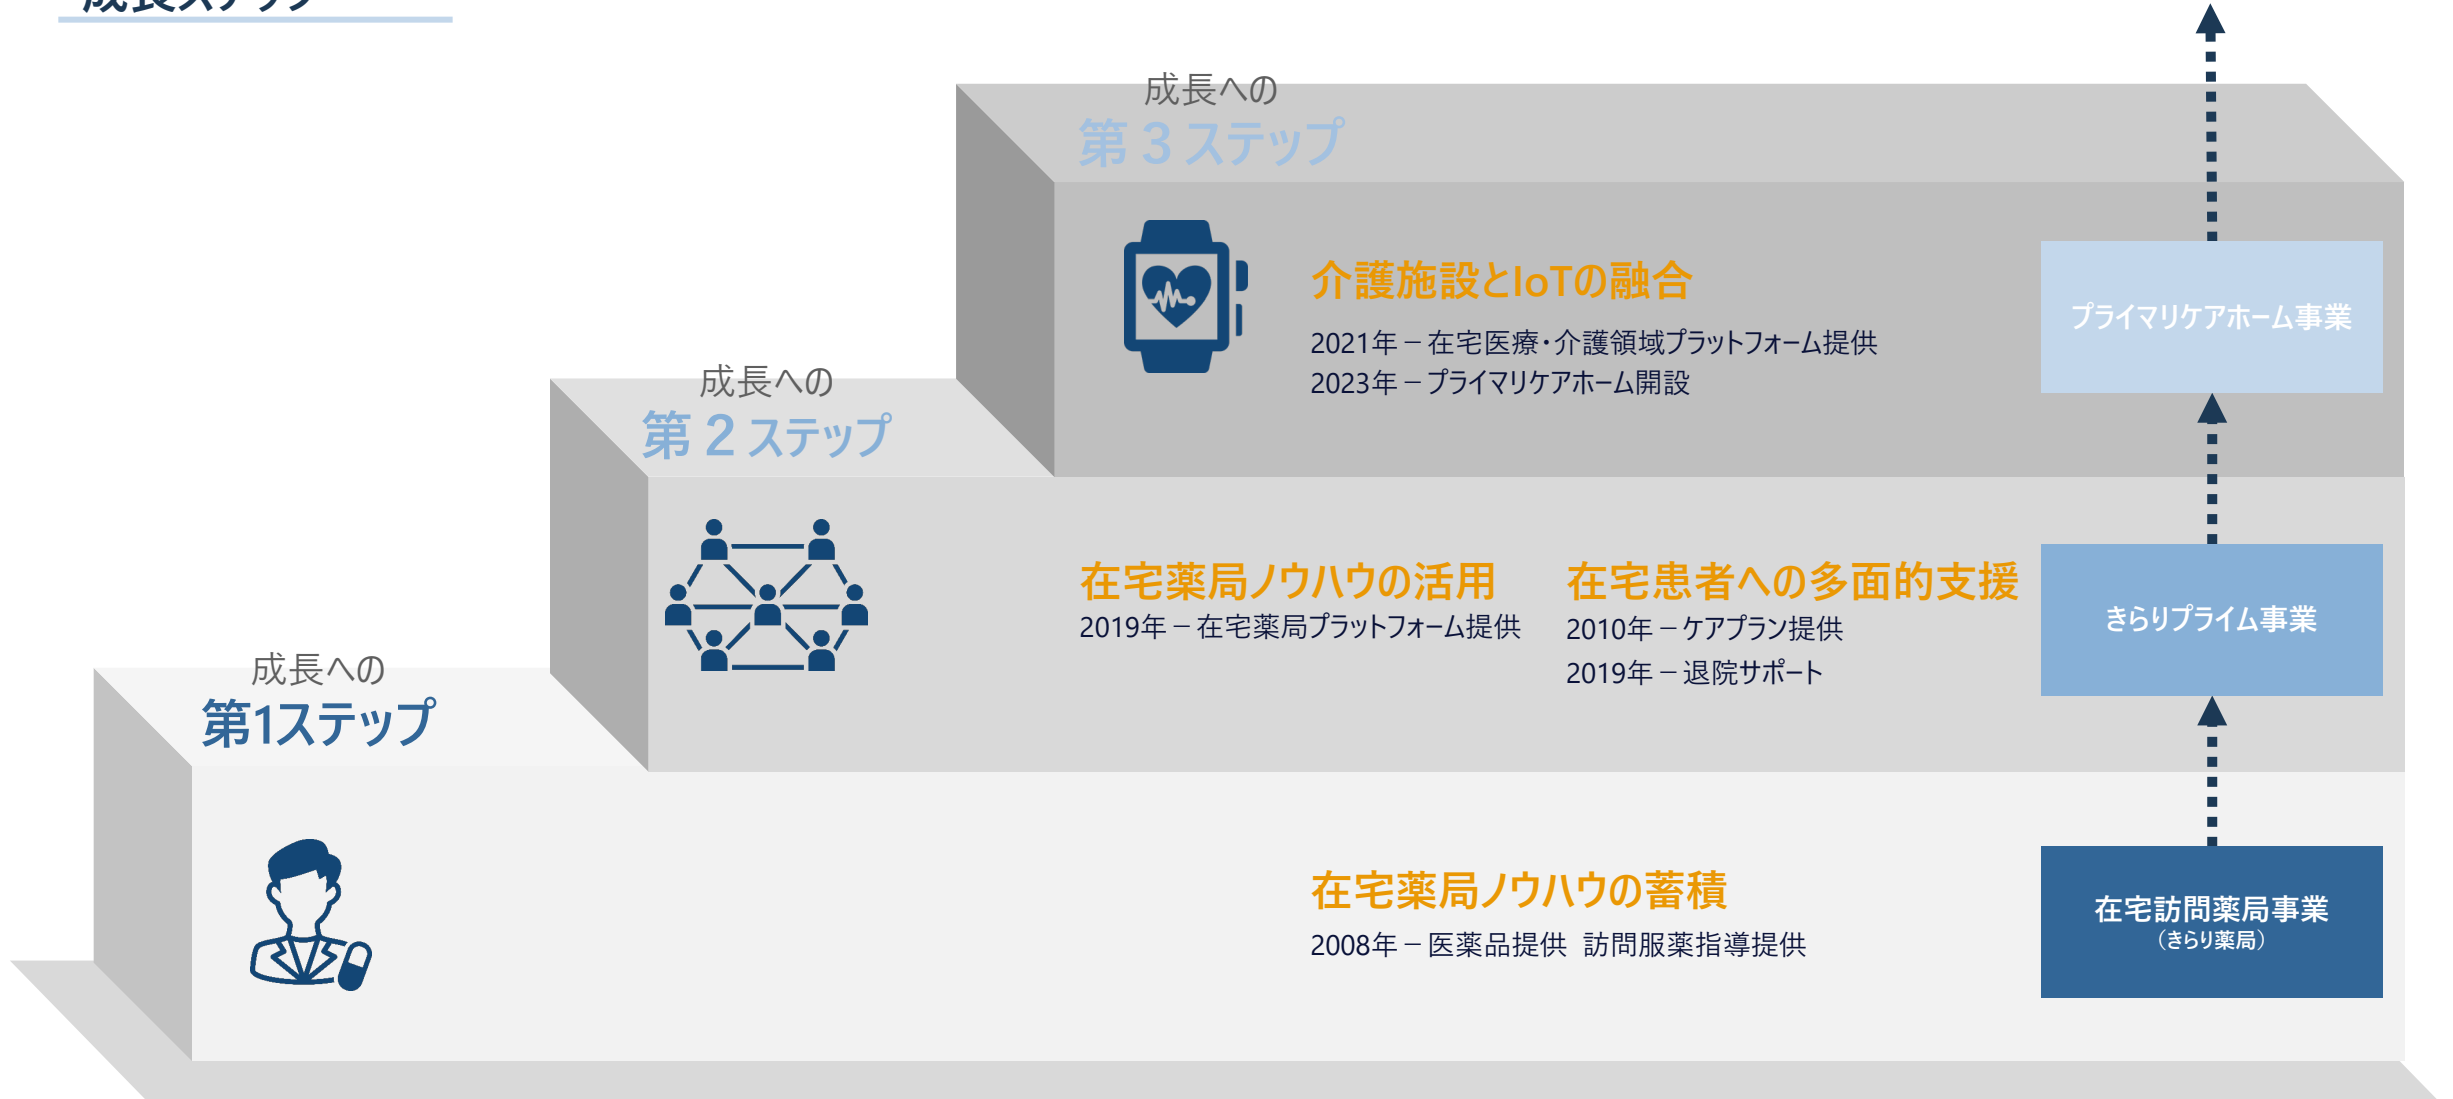 成長ステップ
成長への
第３ステップ
介護施設とIoTの融合
2021年－在宅医療・介護領域プラットフォーム提供
2023年－プライマリケアホーム開設
プライマリケアホーム事業
成長への
第２ステップ
在宅薬局ノウハウの活用
2019年－在宅薬局プラットフォーム提供
在宅患者への多面的支援
2010年－ケアプラン提供
2019年－退院サポート
きらりプライム事業
成長への
第1ステップ
在宅薬局ノウハウの蓄積
2008年－医薬品提供 訪問服薬指導提供
在宅訪問薬局事業
（きらり薬局）